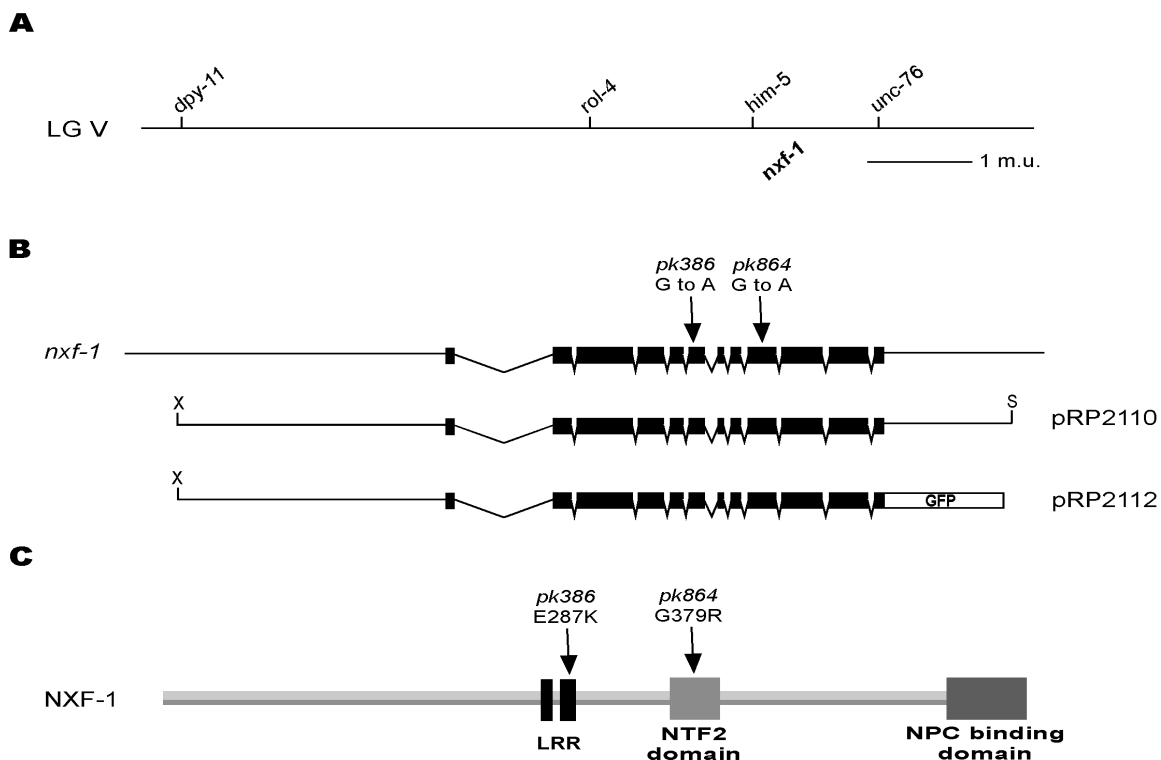 A
dpy-11
rol-4
him-5
unc-76
LG V
nxf-1
1 m.u.
B
pk386
G to A
pk864
G to A
nxf-1
X
S
pRP2110
X
GFP
pRP2112
C
pk386
E287K
pk864
G379R
NXF-1
LRR
NTF2
domain
NPC binding
domain